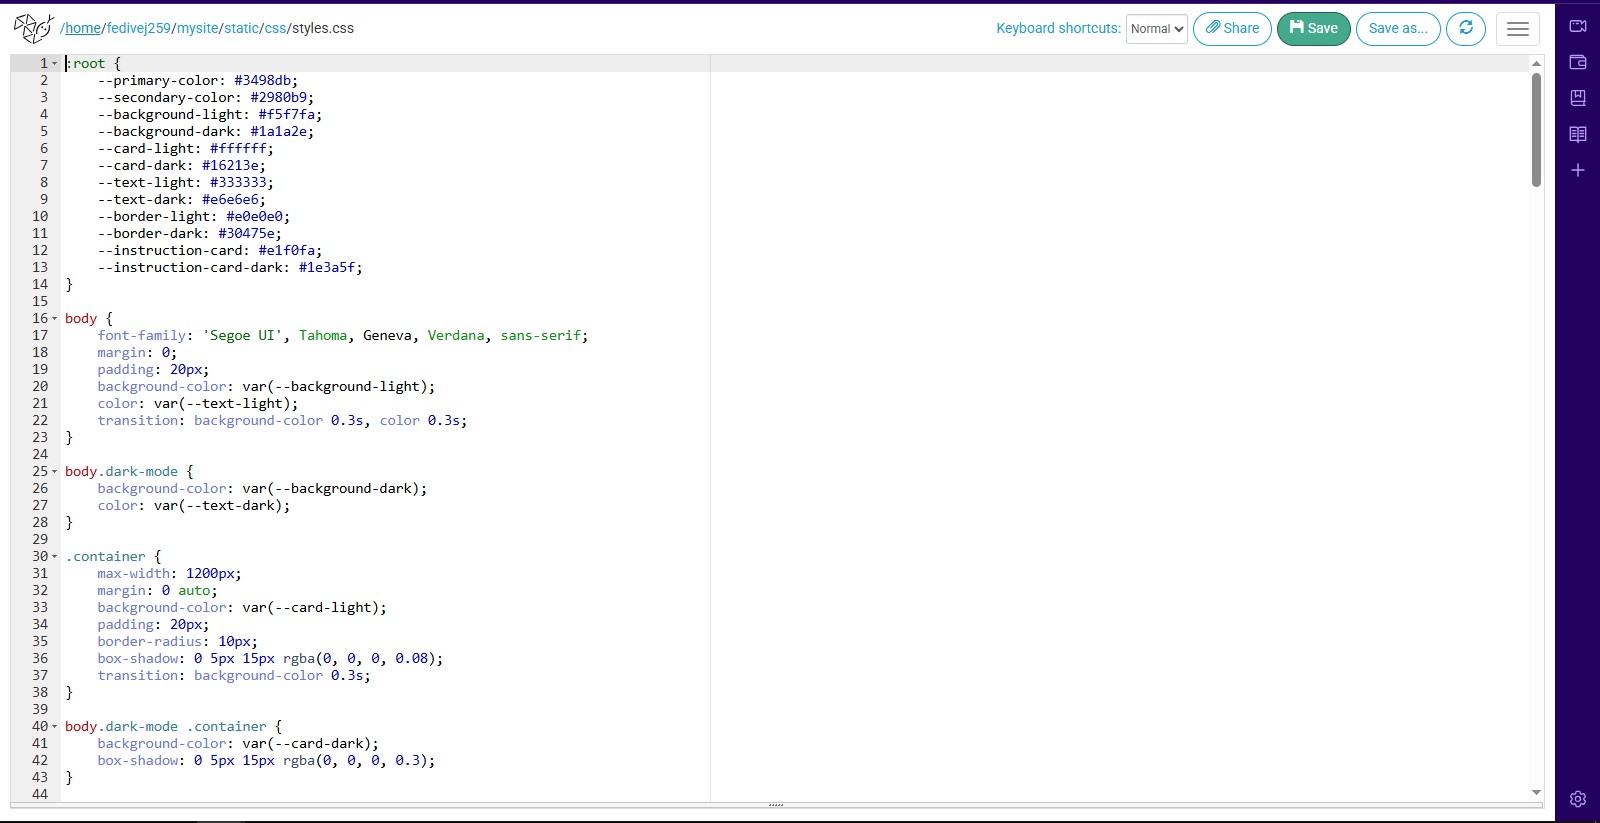 /home/fedivej259/mysite/static/css/styles.css
Keyboard shortcuts: Normal Share Save Save as...
1 :root {
2     --primary-color: #3498db;
3     --secondary-color: #2980b9;
4     --background-light: #f5f7fa;
5     --background-dark: #1a1a2e;
6     --card-light: #ffffff;
7     --card-dark: #16213e;
8     --text-light: #333333;
9     --text-dark: #e6e6e6;
10     --border-light: #e0e0e0;
11     --border-dark: #30475e;
12     --instruction-card: #e1f0fa;
13     --instruction-card-dark: #1e3a5f;
14 }
15
16 body {
17     font-family: 'Segoe UI', Tahoma, Geneva, Verdana, sans-serif;
18     margin: 0;
19     padding: 20px;
20     background-color: var(--background-light);
21     color: var(--text-light);
22     transition: background-color 0.3s, color 0.3s;
23 }
24
25 body.dark-mode {
26     background-color: var(--background-dark);
27     color: var(--text-dark);
28 }
29
30 .container {
31     max-width: 1200px;
32     margin: 0 auto;
33     background-color: var(--card-light);
34     padding: 20px;
35     border-radius: 10px;
36     box-shadow: 0 5px 15px rgba(0, 0, 0, 0.08);
37     transition: background-color 0.3s;
38 }
39
40 body.dark-mode .container {
41     background-color: var(--card-dark);
42     box-shadow: 0 5px 15px rgba(0, 0, 0, 0.3);
43 }
44